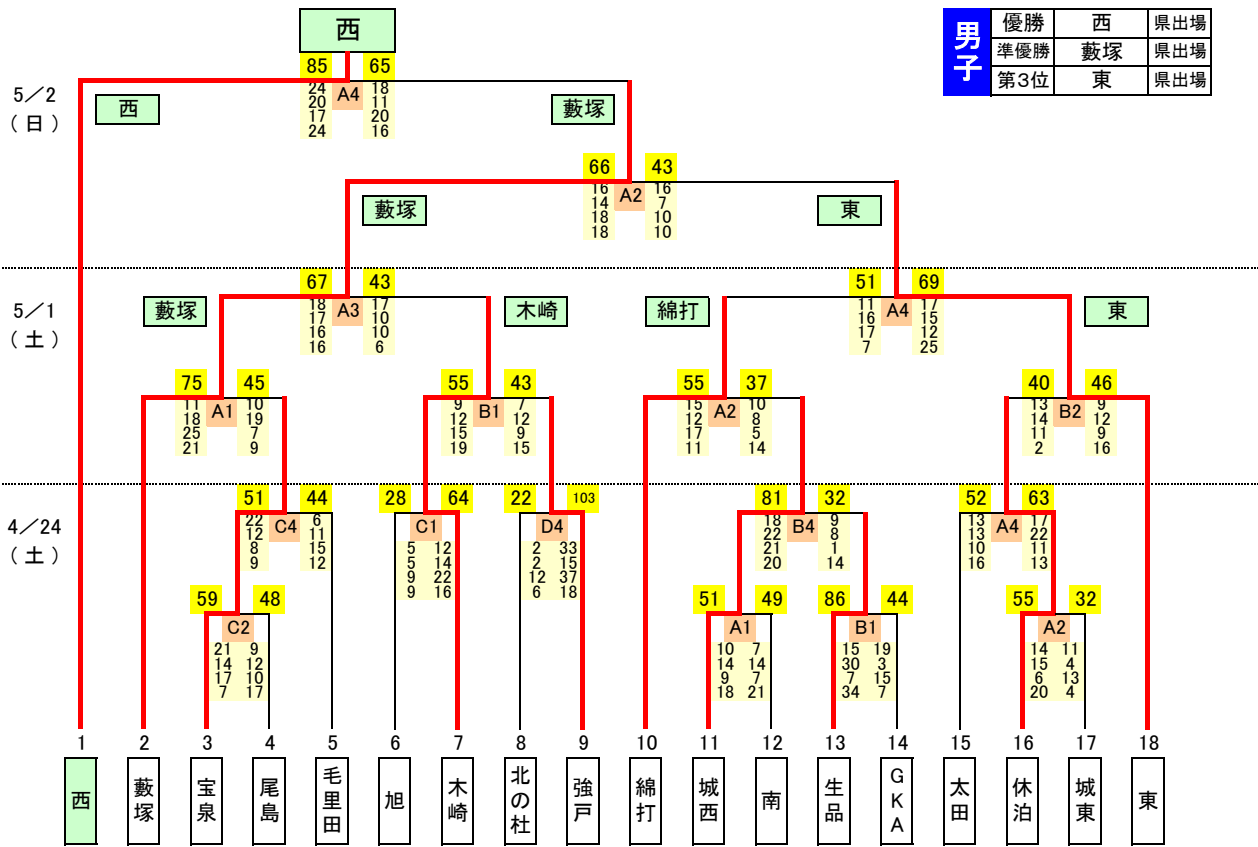 西
男子
優勝 西 県出場
準優勝 藪塚 県出場
第3位 東 県出場
5／2
（日）
85 65
A4
24 18
20 11
17 20
24 16
西
藪塚
66 43
A2
16 16
14 7
18 10
18 10
藪塚
東
5／1
（土）
67 43
A3
18 17
17 10
16 10
16 6
51 69
A4
11 17
16 15
17 12
7 25
藪塚
木崎
綿打
東
75 45
A1
11 10
18 19
25 7
21 9
55 43
B1
9 7
12 12
15 9
19 15
55 37
A2
15 10
12 8
17 5
11 14
40 46
B2
13 9
14 12
11 9
2 16
4／24
（土）
51 44
C4
22 6
12 11
8 15
9 12
28 64
C1
5 12
5 14
9 22
9 16
22 103
D4
2 33
2 15
12 37
6 18
81 32
B4
18 9
22 8
21 1
20 14
52 63
A4
13 17
13 22
10 11
16 13
59 48
C2
21 9
14 12
17 10
7 17
51 49
A1
10 7
14 14
9 7
18 21
86 44
B1
15 19
30 3
7 15
34 7
55 32
A2
14 11
15 4
6 13
20 4
1 2 3 4 5 6 7 8 9 10 11 12 13 14 15 16 17 18
西
藪塚
宝泉
尾島
毛里田
旭
木崎
北の杜
強戸
綿打
城西
南
生品
GKA
太田
休泊
城東
東